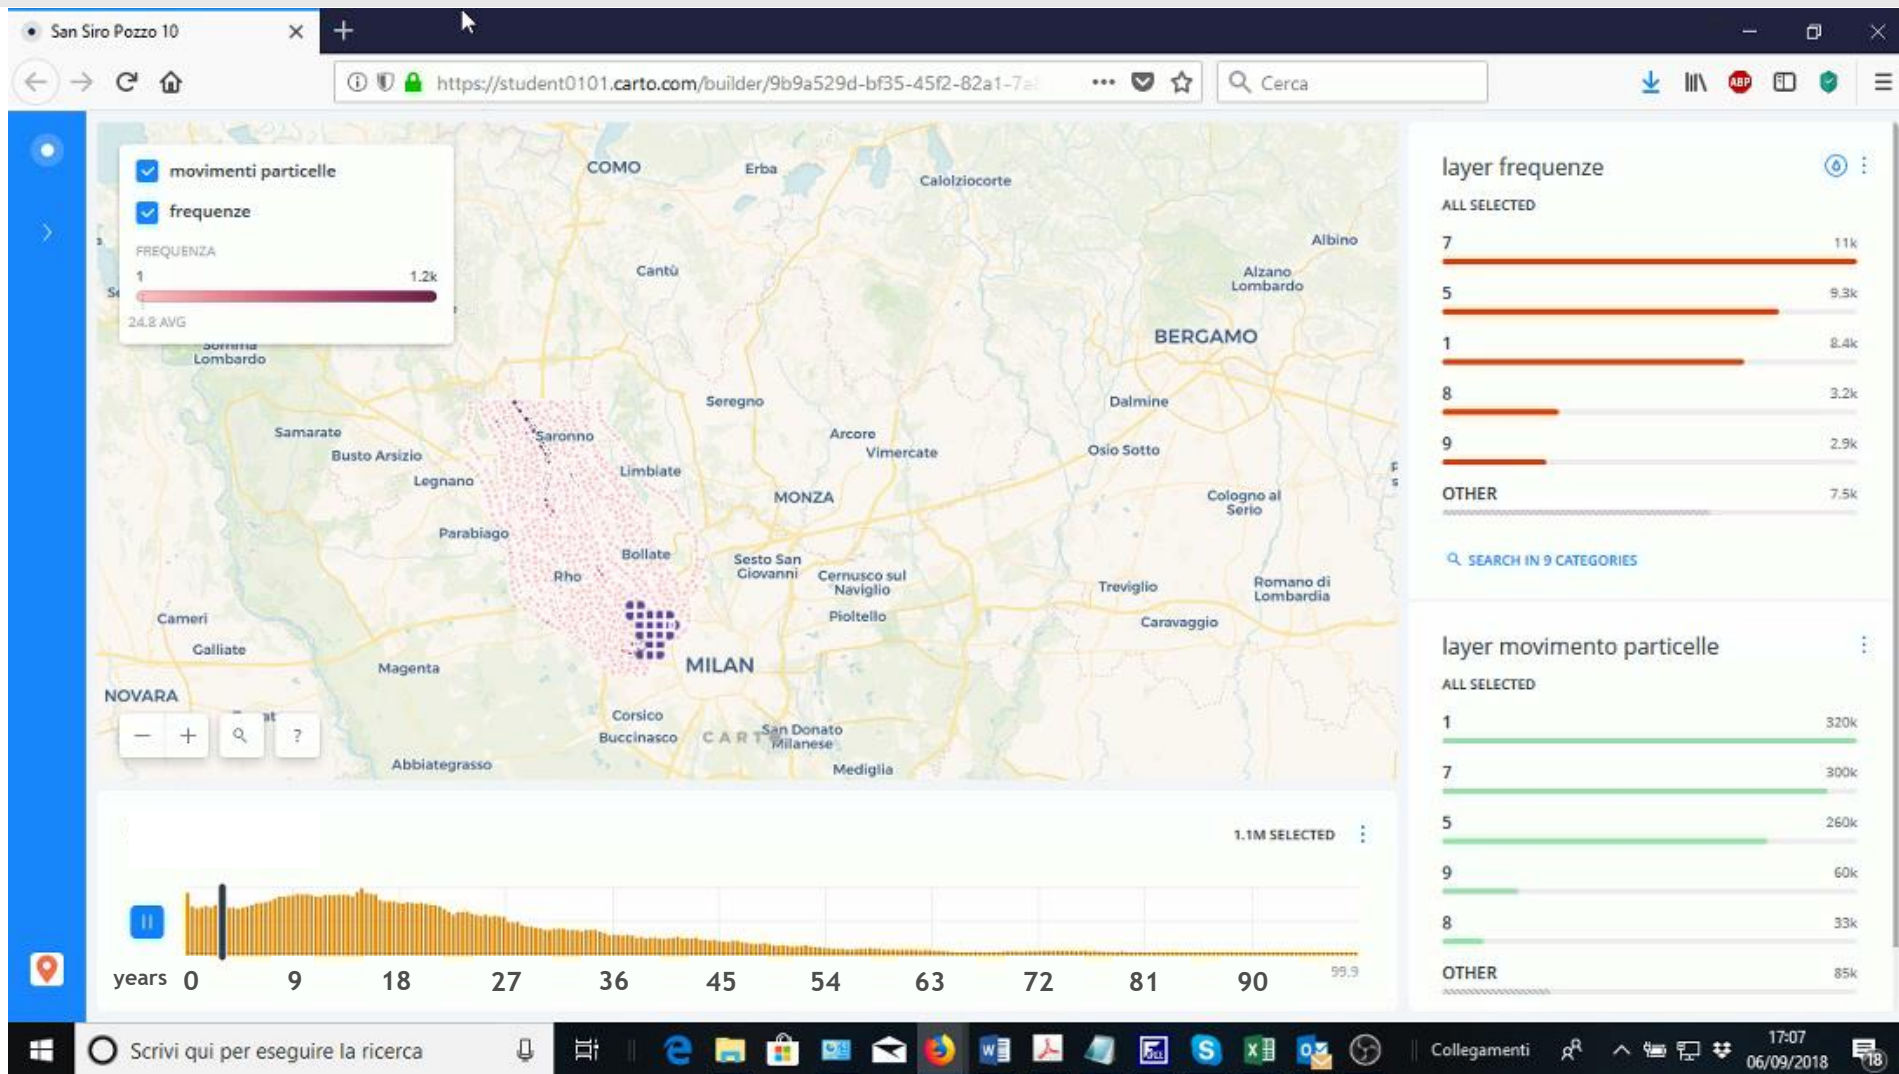 San Siro Pozzo 10
https://student0101.carto.com/builder/9b9a529d-bf35-45f2-82a1-7a
Cerca
ABP
movimenti particelle
frequenze
FREQUENZA
1 1.2k
24.8 AVG
COMO
Erba
Calolziocorte
Albino
Cantù
Alzano
Lombardo
BERGAMO
Somma
Lombardo
Seregno
Dalmine
Samarate
Saronno
Arcore
Busto Arsizio
Vimercate
Osio Sotto
Legnano
Limbiate
MONZA
Cologno al
Serio
Parabiago
Bollate
Sesto San
Giovanni
Rho
Cernusco sul
Naviglio
Treviglio
Romano di
Lombardia
Cameri
Pioltello
Caravaggio
Galliate
Magenta
MILAN
NOVARA
Corsico
Buccinasco
CART
San Donato
Milanese
Abbiategrasso
Mediglia
− + ?
layer frequenze
ALL SELECTED
7 11k
5 9.3k
1 8.4k
8 3.2k
9 2.9k
OTHER 7.5k
SEARCH IN 9 CATEGORIES
layer movimento particelle
ALL SELECTED
1 320k
7 300k
5 260k
9 60k
8 33k
OTHER 85k
1.1M SELECTED
years 0 9 18 27 36 45 54 63 72 81 90 99.9
Scrivi qui per eseguire la ricerca
Collegamenti
17:07
06/09/2018
18